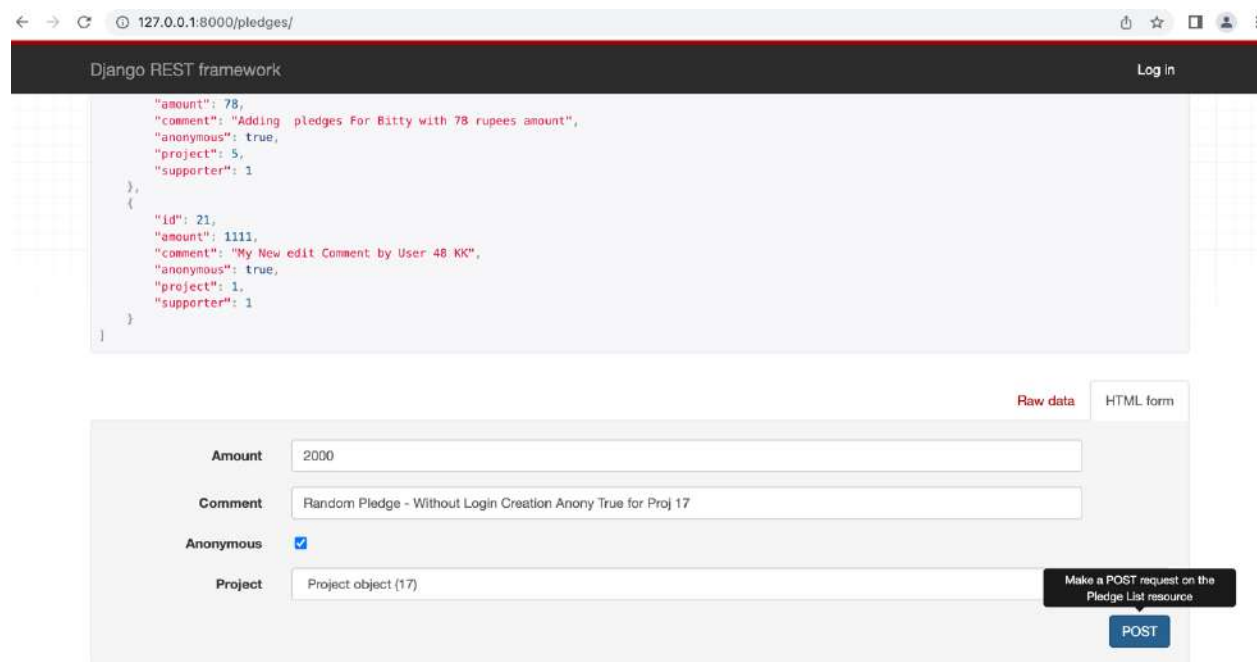 127.0.0.1:8000/pledges/
Django REST framework
Log in
"amount": 78,
"comment": "Adding  pledges For Bitty with 78 rupees amount",
"anonymous": true,
"project": 5,
"supporter": 1
},
{
"id": 21,
"amount": 1111,
"comment": "My New edit Comment by User 48 KK",
"anonymous": true,
"project": 1,
"supporter": 1
}
]
Raw data
HTML form
Amount
2000
Comment
Random Pledge - Without Login Creation Anony True for Proj 17
Anonymous
Project
Project object (17)
Make a POST request on the
Pledge List resource
POST